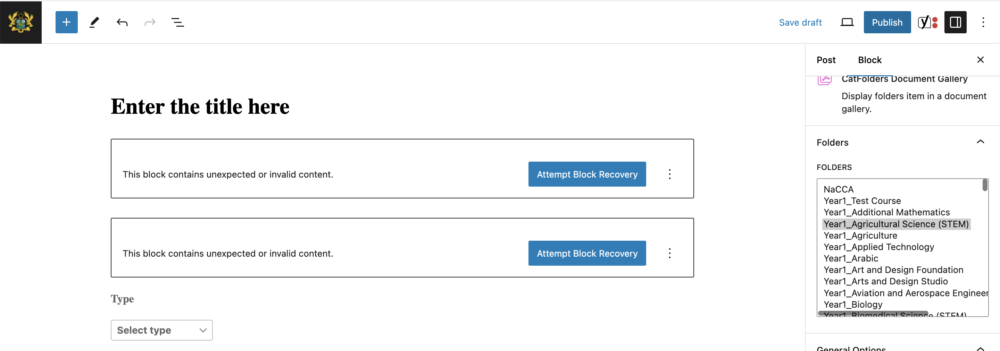 Save draft
Publish
Post
Block
CatFolders Document Gallery
Display folders item in a document
gallery.
Enter the title here
This block contains unexpected or invalid content.
Attempt Block Recovery
This block contains unexpected or invalid content.
Attempt Block Recovery
Type
Select type
Folders
FOLDERS
NaCCA
Year1_Test Course
Year1_Additional Mathematics
Year1_Agricultural Science (STEM)
Year1_Agriculture
Year1_Applied Technology
Year1_Arabic
Year1_Art and Design Foundation
Year1_Arts and Design Studio
Year1_Aviation and Aerospace Engineer
Year1_Biology
Year1_Biomedical Science (STEM)
General Options